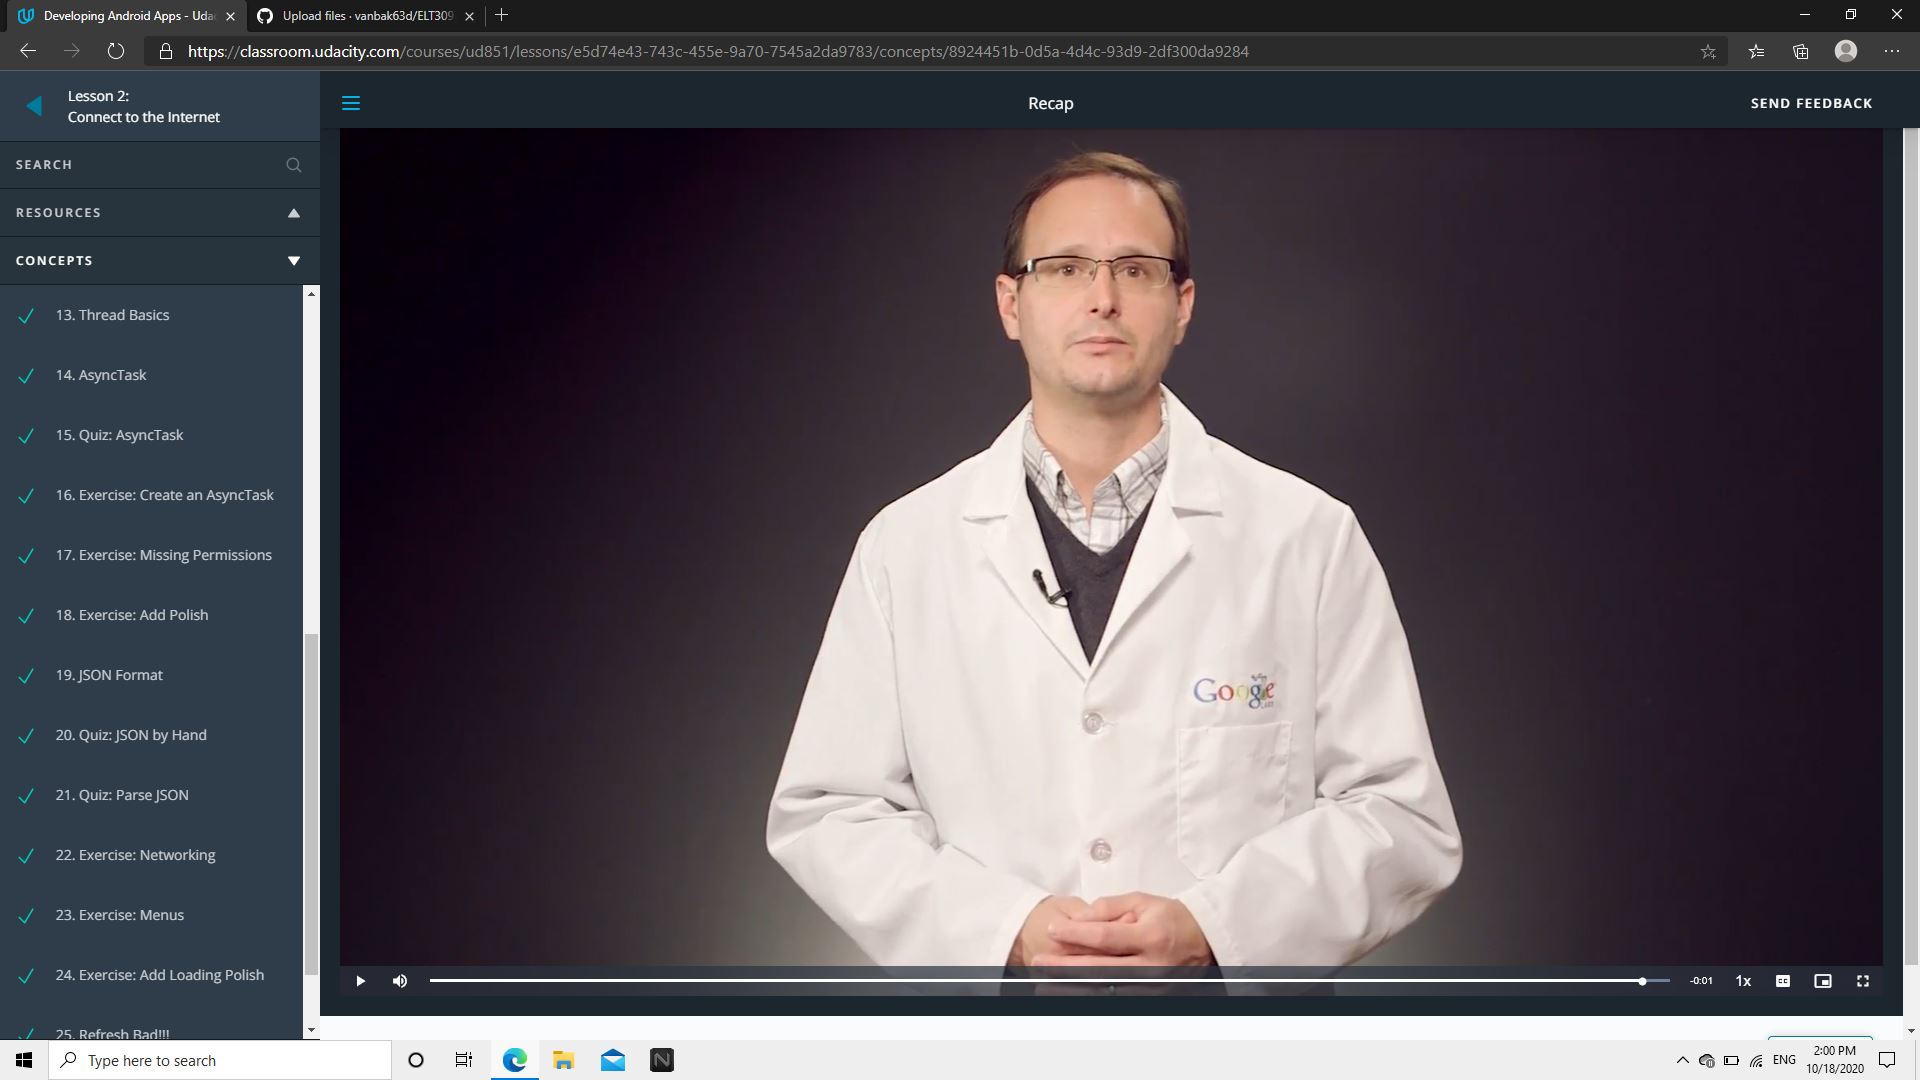 Developing Android Apps - Udac
Upload files · vanbak63d/ELT309
https://classroom.udacity.com/courses/ud851/lessons/e5d74e43-743c-455e-9a70-7545a2da9783/concepts/8924451b-0d5a-4d4c-93d9-2df300da9284
Lesson 2:
Connect to the Internet
Recap
SEND FEEDBACK
SEARCH
RESOURCES
CONCEPTS
13. Thread Basics
14. AsyncTask
15. Quiz: AsyncTask
16. Exercise: Create an AsyncTask
17. Exercise: Missing Permissions
18. Exercise: Add Polish
19. JSON Format
20. Quiz: JSON by Hand
21. Quiz: Parse JSON
22. Exercise: Networking
23. Exercise: Menus
24. Exercise: Add Loading Polish
25. Refresh Bad!!!
Google
LABS
-0:01
1x
CC
Type here to search
ENG
2:00 PM
10/18/2020